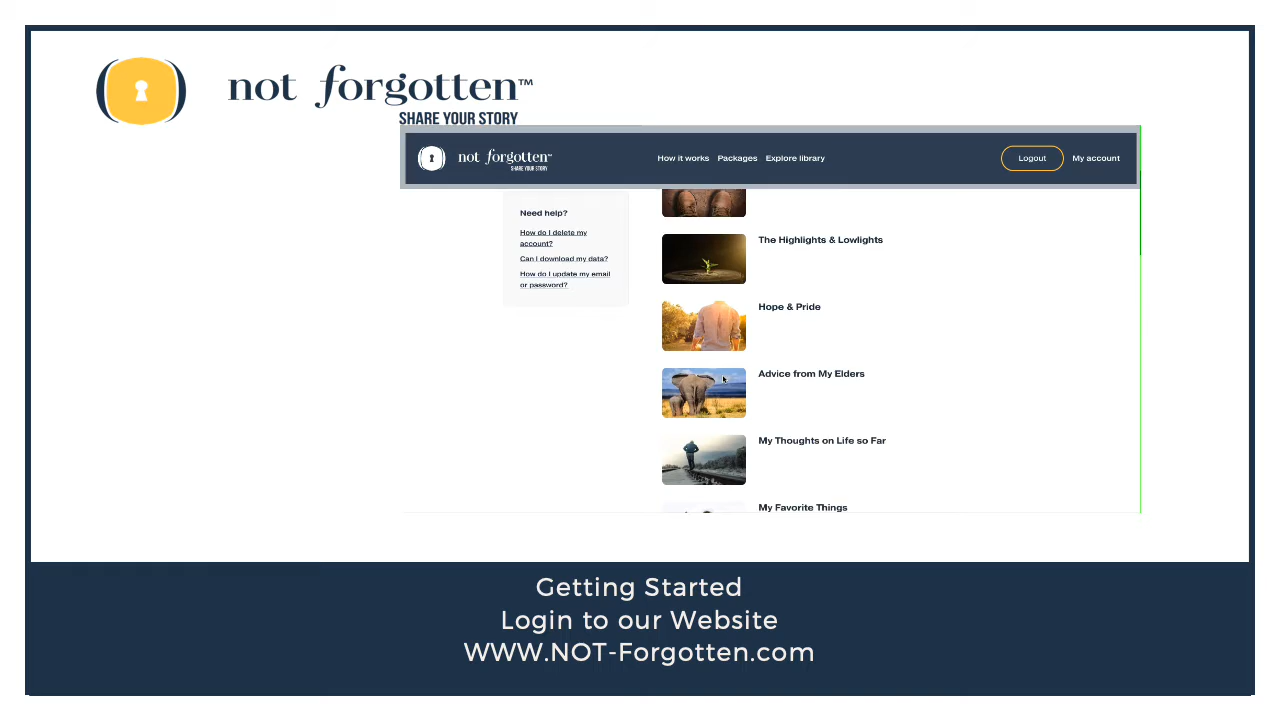 not forgotten™
SHARE YOUR STORY
not forgotten™
SHARE YOUR STORY
How it works Packages Explore library
Logout My account
Need help?
How do I delete my
account?
Can I download my data?
How do I update my email
or password?
The Highlights & Lowlights
Hope & Pride
Advice from My Elders
My Thoughts on Life so Far
My Favorite Things
Getting Started
Login to our Website
WWW.NOT-Forgotten.com